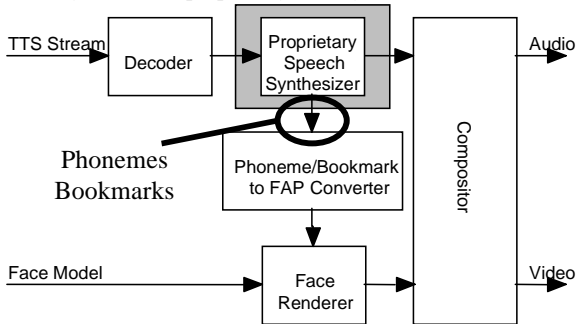 TTS Stream
Decoder
Proprietary
Speech
Synthesizer
Audio
Compositor
Phonemes
Bookmarks
Phoneme/Bookmark
to FAP Converter
Face Model
Face
Renderer
Video